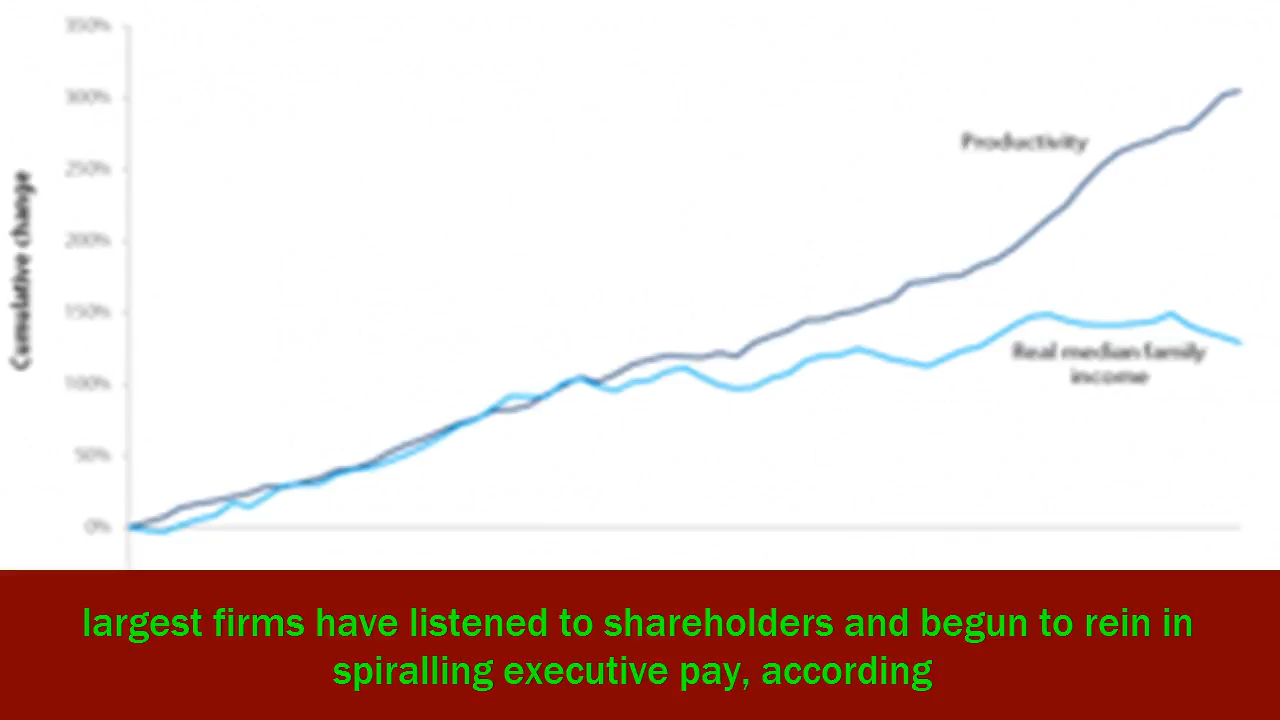 350%
300%
Productivity
250%
Cumulative change
200%
150%
Real median family
income
100%
50%
0%
largest firms have listened to shareholders and begun to rein in
spiralling executive pay, according